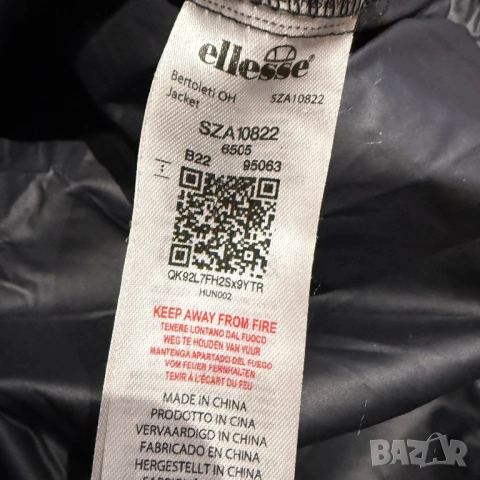 ellesse
Bertoleti OH SZA10822
Jacket
SZA10822
6505
B22 95063
QK92L7FH2Sx9YTR
HUN002
KEEP AWAY FROM FIRE
TENERE LONTANO DAL FUOCO
WEG TE HOUDEN VAN VUUR
MANTENGA APARTADO DEL FUEGO
VOM FEUER FERNHALTEN
TENIR À L'ÉCART DU FEU
MADE IN CHINA
PRODOTTO IN CINA
VERVAARDIGD IN CHINA
FABRICADO EN CHINA
HERGESTELLT IN CHINA
BAZAR